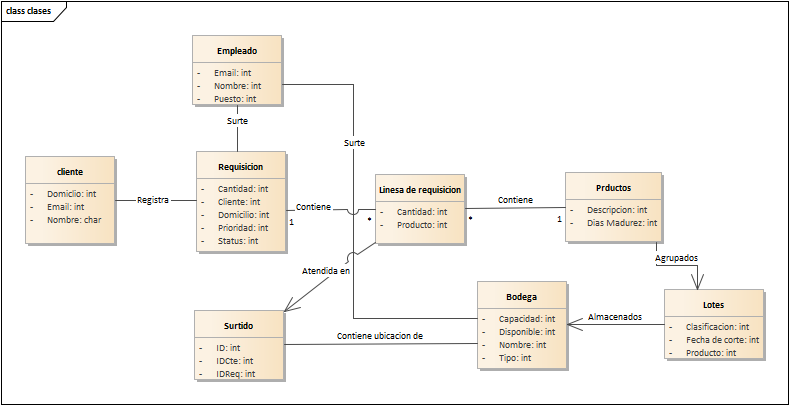 class clases
Empleado
- Email: int
- Nombre: int
- Puesto: int
Surte
Surte
cliente
- Domiclio: int
- Email: int
- Nombre: char
Registra
Requisicion
- Cantidad: int
- Cliente: int
- Domicilio: int
- Prioridad: int
- Status: int
Contiene
1
*
Linesa de requisicion
- Cantidad: int
- Producto: int
Contiene
*
1
Prductos
- Descripcion: int
- Dias Madurez: int
Agrupados
Atendida en
Surtido
- ID: int
- IDCte: int
- IDReq: int
Contiene ubicacion de
Bodega
- Capacidad: int
- Disponible: int
- Nombre: int
- Tipo: int
Almacenados
Lotes
- Clasificacion: int
- Fecha de corte: int
- Producto: int